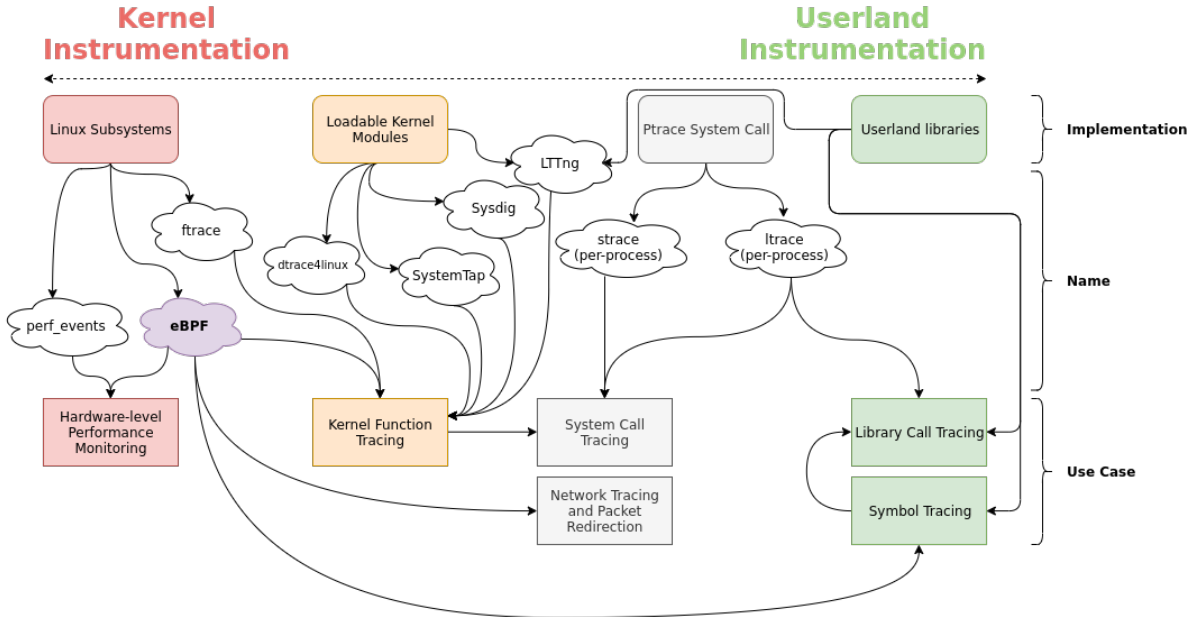 Kernel
Instrumentation
Userland
Instrumentation
Linux Subsystems
Loadable Kernel
Modules
Ptrace System Call
Userland libraries
Implementation
LTTng
Sysdig
ftrace
strace
(per-process)
ltrace
(per-process)
dtrace4linux
SystemTap
Name
perf_events
eBPF
Hardware-level
Performance
Monitoring
Kernel Function
Tracing
System Call
Tracing
Library Call Tracing
Use Case
Network Tracing
and Packet
Redirection
Symbol Tracing